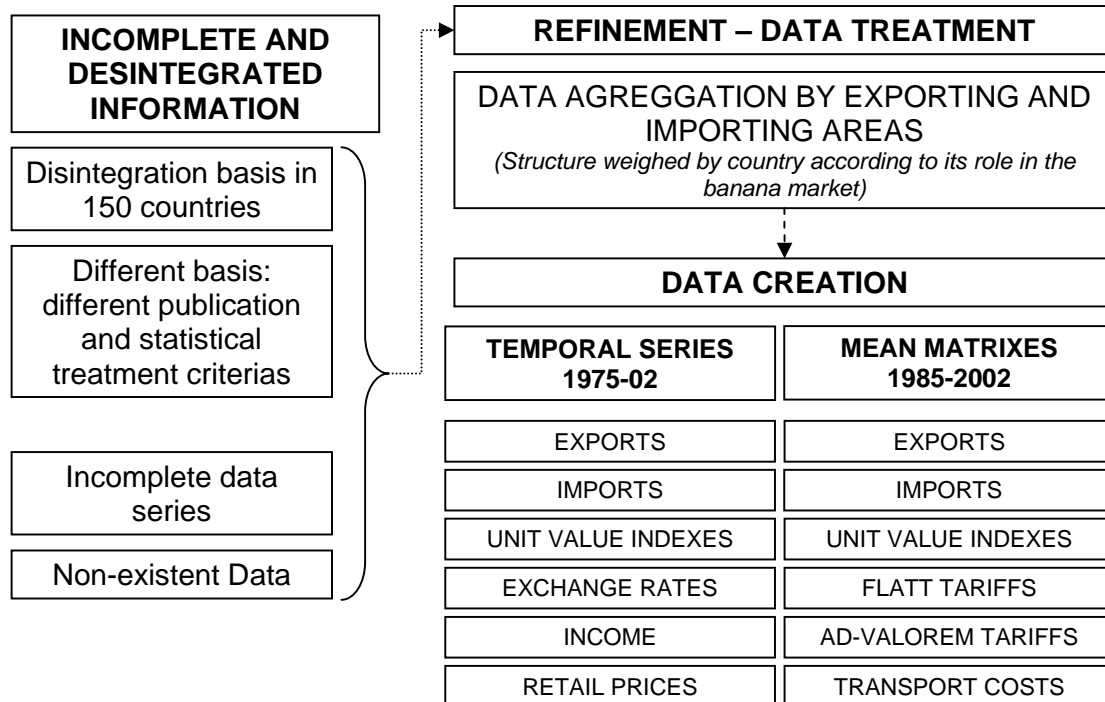 INCOMPLETE AND
DESINTEGRATED
INFORMATION
Disintegration basis in
150 countries
Different basis:
different publication
and statistical
treatment criterias
Incomplete data
series
Non-existent Data
REFINEMENT – DATA TREATMENT
DATA AGREGGATION BY EXPORTING AND
IMPORTING AREAS
(Structure weighed by country according to its role in the
banana market)
DATA CREATION
TEMPORAL SERIES
1975-02
EXPORTS
IMPORTS
UNIT VALUE INDEXES
EXCHANGE RATES
INCOME
RETAIL PRICES
MEAN MATRIXES
1985-2002
EXPORTS
IMPORTS
UNIT VALUE INDEXES
FLATT TARIFFS
AD-VALOREM TARIFFS
TRANSPORT COSTS